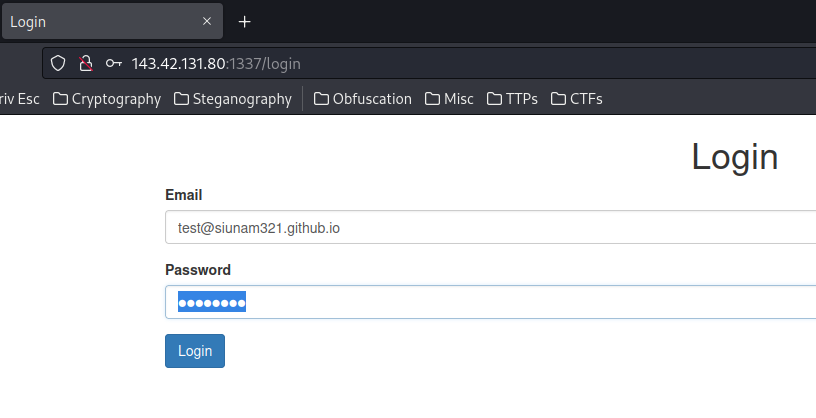 Login
143.42.131.80:1337/login
riv Esc Cryptography Steganography Obfuscation Misc TTPs CTFs
Login
Email
test@siunam321.github.io
Password
••••••••
Login